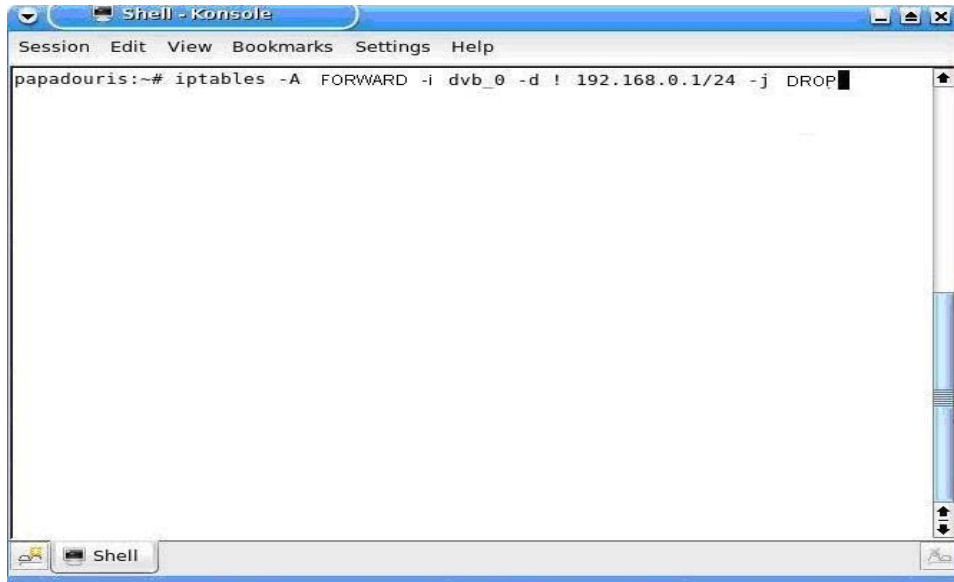 Shell - Konsole
Session Edit View Bookmarks Settings Help
papadouris:~# iptables -A FORWARD -i dvb_0 -d ! 192.168.0.1/24 -j DROP
Shell